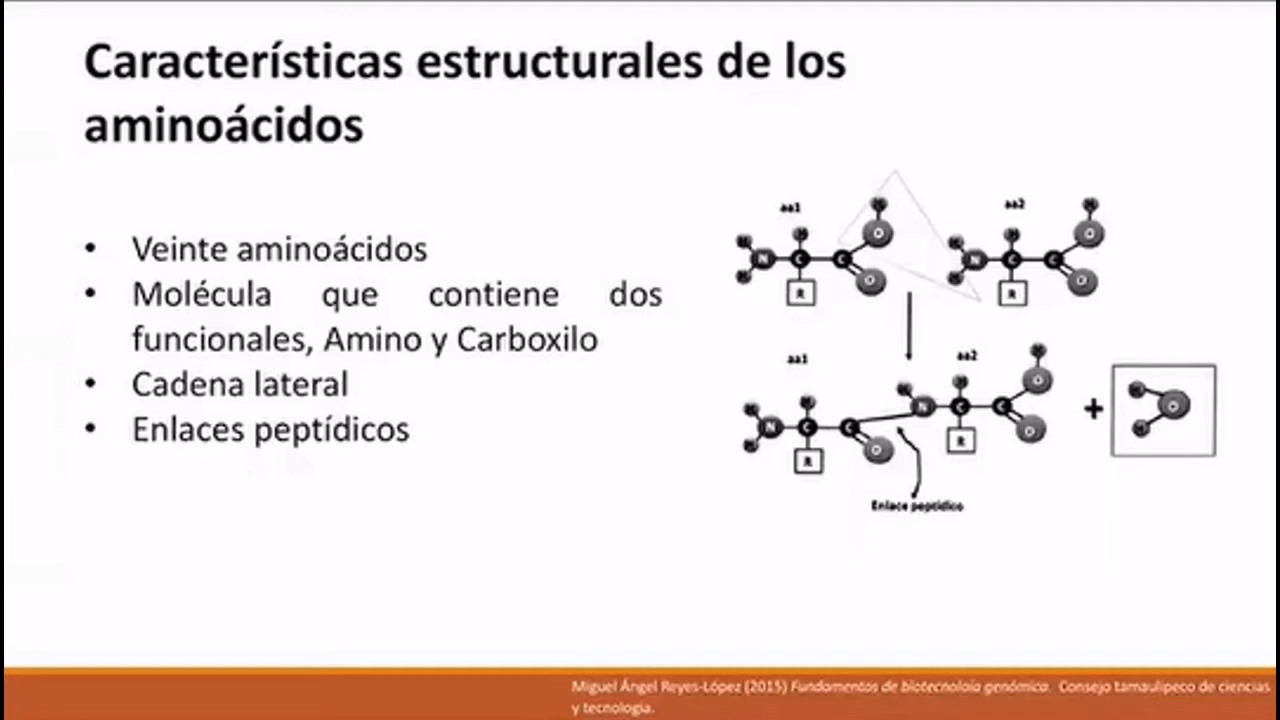 Características estructurales de los
aminoácidos
• Veinte aminoácidos
• Molécula que contiene dos
funcionales, Amino y Carboxilo
• Cadena lateral
• Enlaces peptídicos
aa1
aa2
H
H
H
H
N
C
C
O
O
H
R
H
H
H
H
N
C
C
O
O
H
R
aa1
aa2
H
H
H
N
C
C
O
R
H
H
H
N
C
C
O
O
R
+
H
O
H
Enlace peptídico
Miguel Ángel Reyes-López (2015) Fundamentos de biotecnología genómica. Consejo tamaulipeco de ciencias
y tecnología.